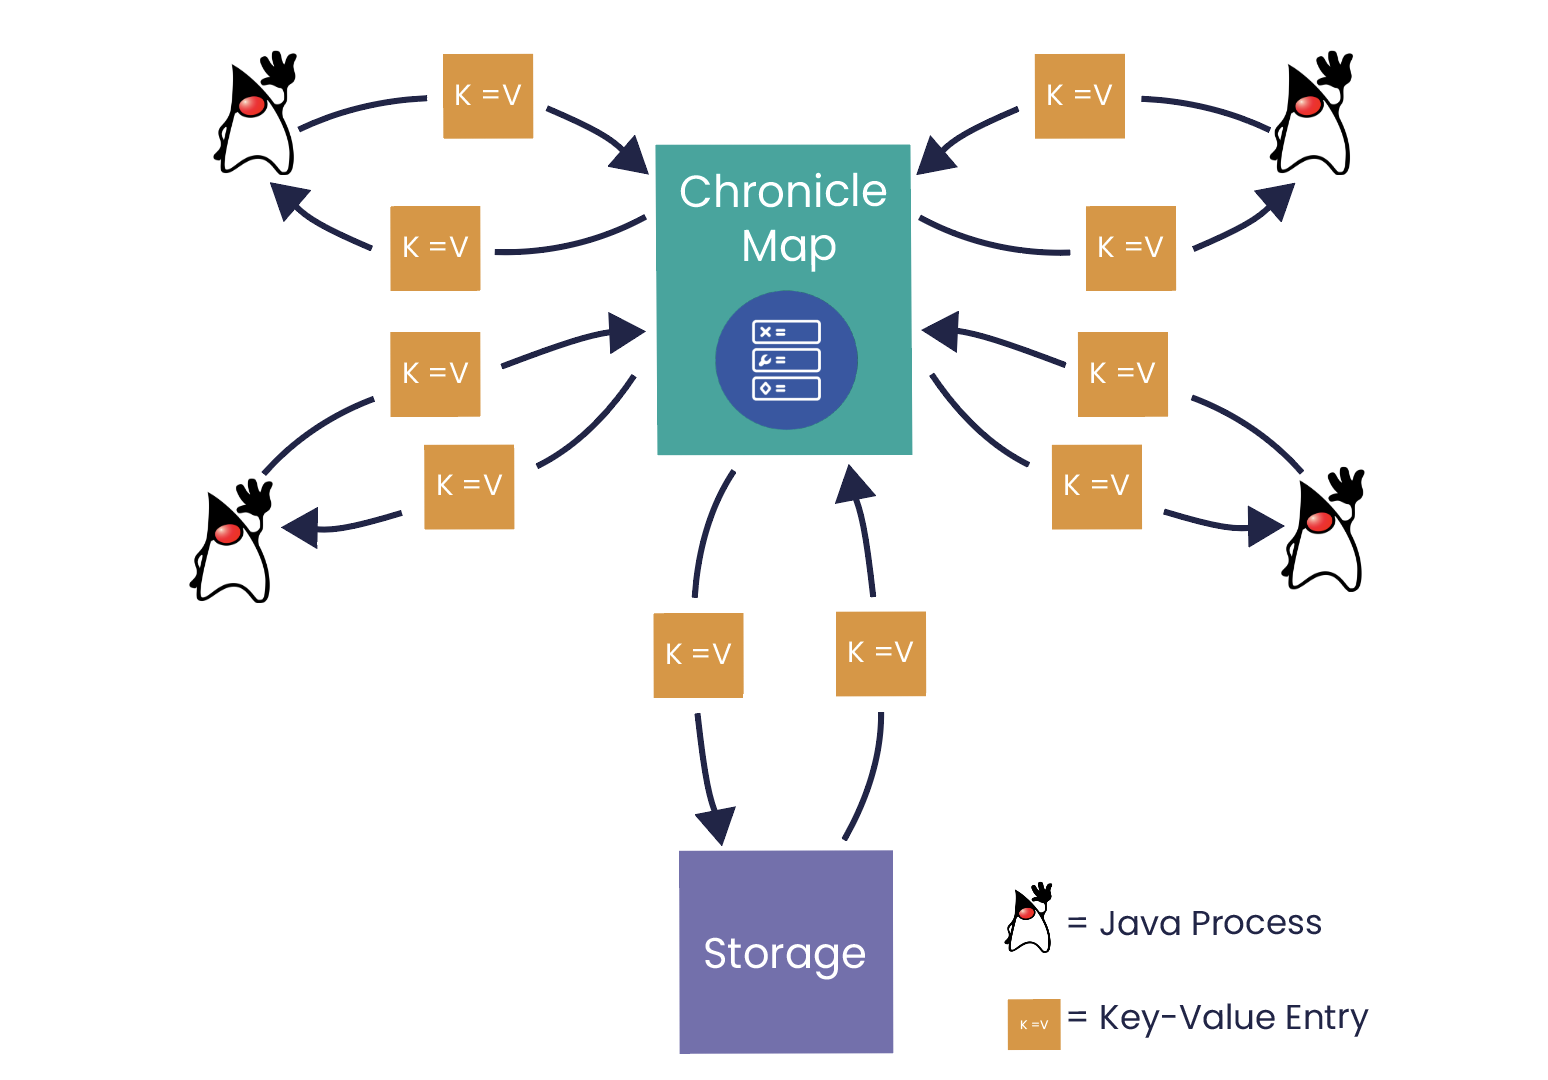 K =V
K =V
Chronicle
Map
K =V
K =V
K =V
K =V
K =V
K =V
× =
=
◇ =
K =V
K =V
Storage
= Java Process
K =V = Key-Value Entry